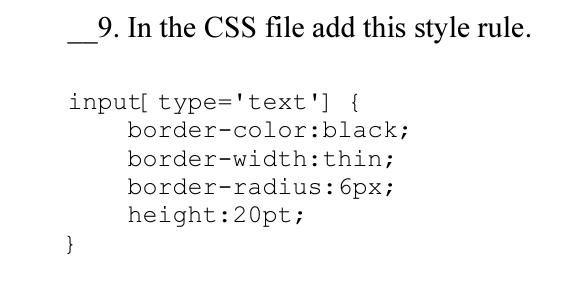 __9. In the CSS file add this style rule.
input[ type='text'] {
border-color:black;
border-width:thin;
border-radius:6px;
height:20pt;
}